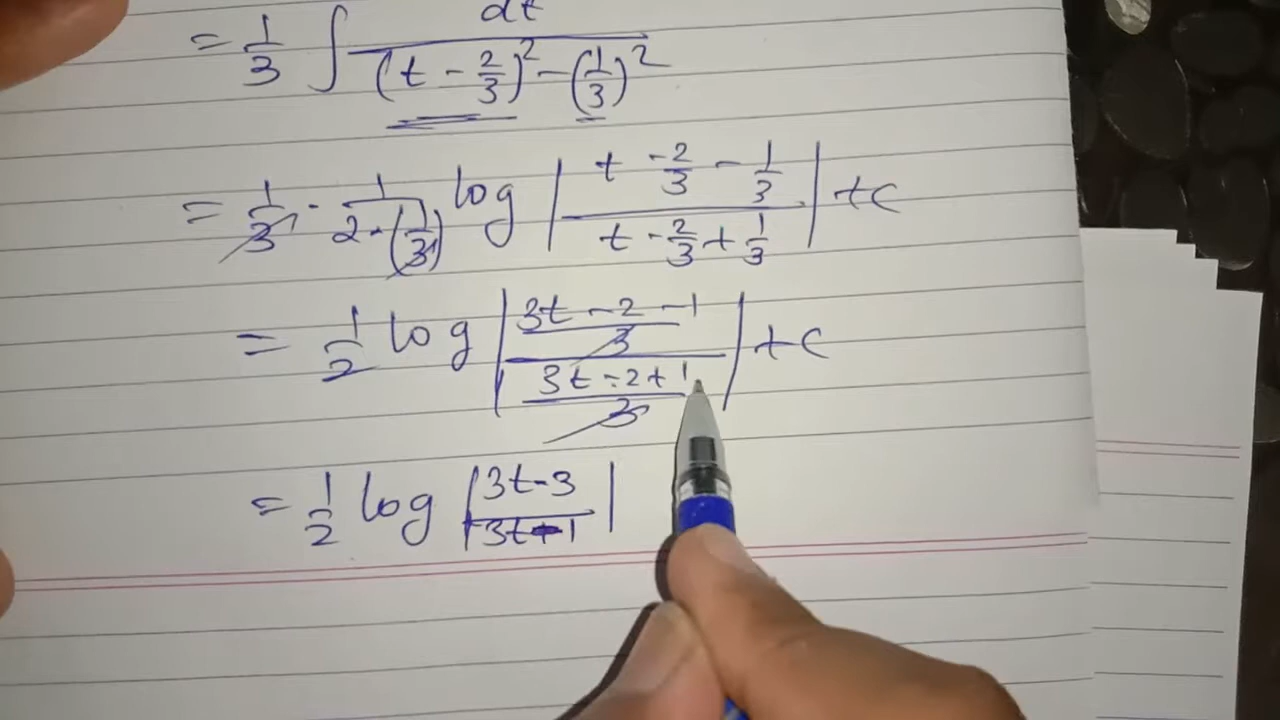 = 1/3 ∫ dt/((t - 2/3)² - (1/3)²)
= 1/3 · 1/(2·(1/3)) log |(t - 2/3 - 1/3)/(t - 2/3 + 1/3)| + c
= 1/2 log |((3t - 2 - 1)/3)/((3t - 2 + 1)/3)| + c
= 1/2 log |(3t - 3)/(3t - 1)|